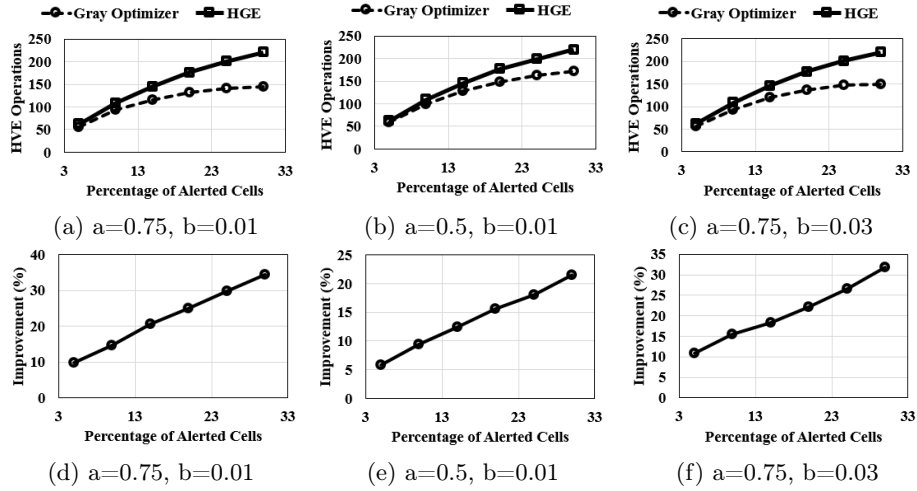 Gray Optimizer HGE
HVE Operations
250
200
150
100
50
0
3 13 23 33
Percentage of Alerted Cells
(a) a=0.75, b=0.01
Gray Optimizer HGE
HVE Operations
250
200
150
100
50
0
3 13 23 33
Percentage of Alerted Cells
(b) a=0.5, b=0.01
Gray Optimizer HGE
HVE Operations
250
200
150
100
50
0
3 13 23 33
Percentage of Alerted Cells
(c) a=0.75, b=0.03
Improvement (%)
40
30
20
10
0
3 13 23 33
Percentage of Alerted Cells
(d) a=0.75, b=0.01
Improvement (%)
25
20
15
10
5
0
3 13 23 33
Percentage of Alerted Cells
(e) a=0.5, b=0.01
Improvement (%)
35
30
25
20
15
10
5
0
3 13 23 33
Percentage of Alerted Cells
(f) a=0.75, b=0.03